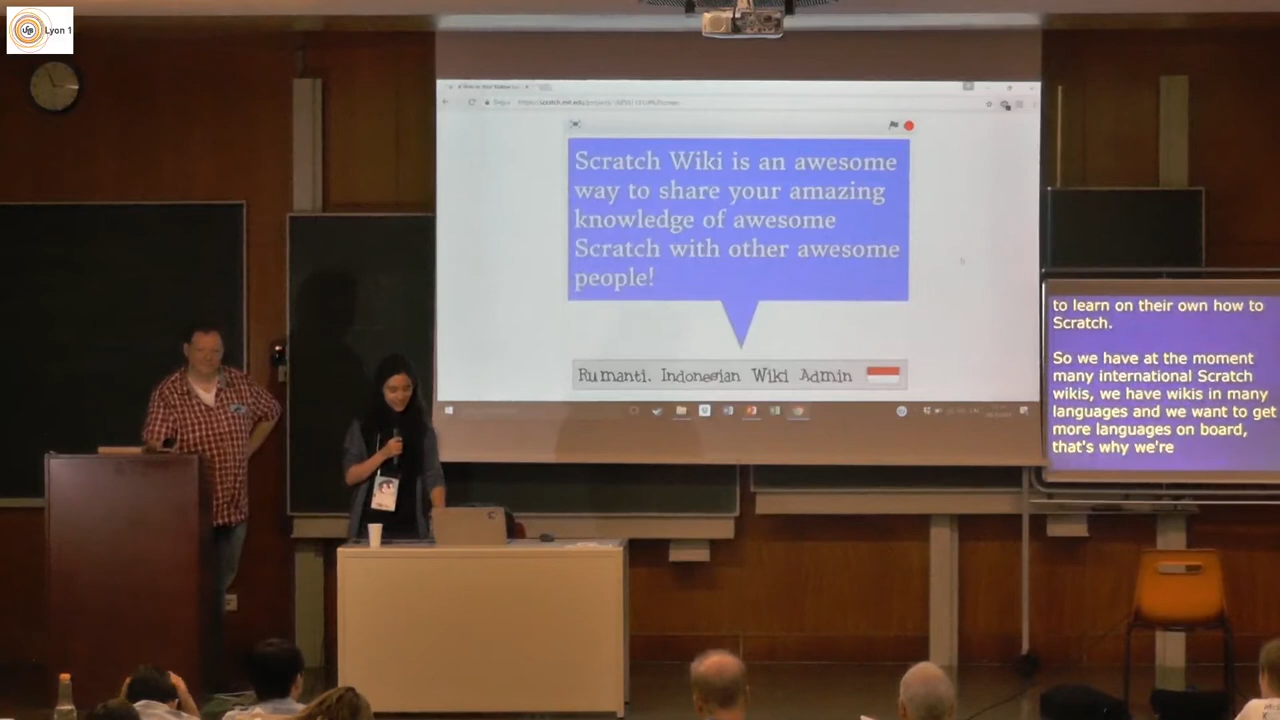 Lyon 1
Scratch Wiki is an awesome
way to share your amazing
knowledge of awesome
Scratch with other awesome
people!
Rumanti. Indonesian Wiki Admin
to learn on their own how to
Scratch.
So we have at the moment
many international Scratch
wikis, we have wikis in many
languages and we want to get
more languages on board,
that's why we're